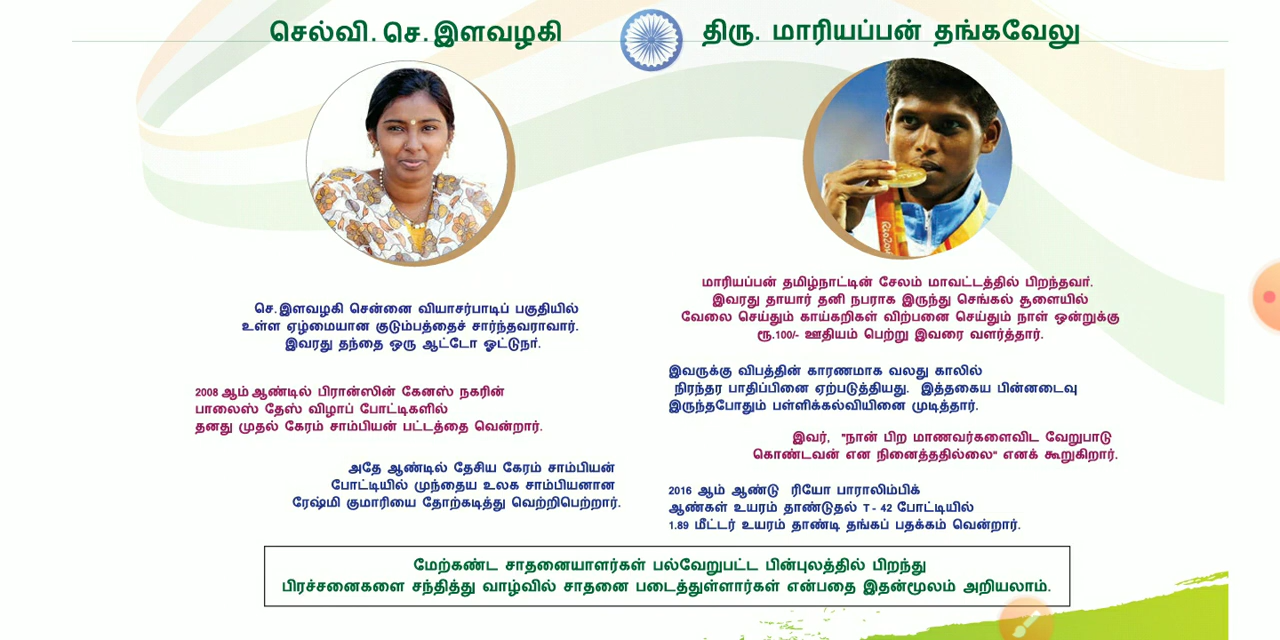 செல்வி. செ. இளவழகி
செ.இளவழகி சென்னை வியாசர்பாடிப் பகுதியில்
உள்ள ஏழ்மையான குடும்பத்தைச் சார்ந்தவராவார்.
இவரது தந்தை ஒரு ஆட்டோ ஓட்டுநர்.
2008 ஆம் ஆண்டில் பிரான்ஸின் கேனஸ் நகரின்
பாலைஸ் தேஸ் விழாப் போட்டிகளில்
தனது முதல் கேரம் சாம்பியன் பட்டத்தை வென்றார்.
அதே ஆண்டில் தேசிய கேரம் சாம்பியன்
போட்டியில் முந்தைய உலக சாம்பியனான
ரேஷ்மி குமாரியை தோற்கடித்து வெற்றிபெற்றார்.
திரு. மாரியப்பன் தங்கவேலு
மாரியப்பன் தமிழ்நாட்டின் சேலம் மாவட்டத்தில் பிறந்தவர்.
இவரது தாயார் தனி நபராக இருந்து செங்கல் சூளையில்
வேலை செய்தும் காய்கறிகள் விற்பனை செய்தும் நாள் ஒன்றுக்கு
ரூ.100/- ஊதியம் பெற்று இவரை வளர்த்தார்.
இவருக்கு விபத்தின் காரணமாக வலது காலில்
நிரந்தர பாதிப்பினை ஏற்படுத்தியது. இத்தகைய பின்னடைவு
இருந்தபோதும் பள்ளிக்கல்வியினை முடித்தார்.
இவர், "நான் பிற மாணவர்களைவிட வேறுபாடு
கொண்டவன் என நினைத்ததில்லை" எனக் கூறுகிறார்.
2016 ஆம் ஆண்டு ரியோ பாராலிம்பிக்
ஆண்கள் உயரம் தாண்டுதல் T - 42 போட்டியில்
1.89 மீட்டர் உயரம் தாண்டி தங்கப் பதக்கம் வென்றார்.
மேற்கண்ட சாதனையாளர்கள் பல்வேறுபட்ட பின்புலத்தில் பிறந்து
பிரச்சனைகளை சந்தித்து வாழ்வில் சாதனை படைத்துள்ளார்கள் என்பதை இதன்மூலம் அறியலாம்.